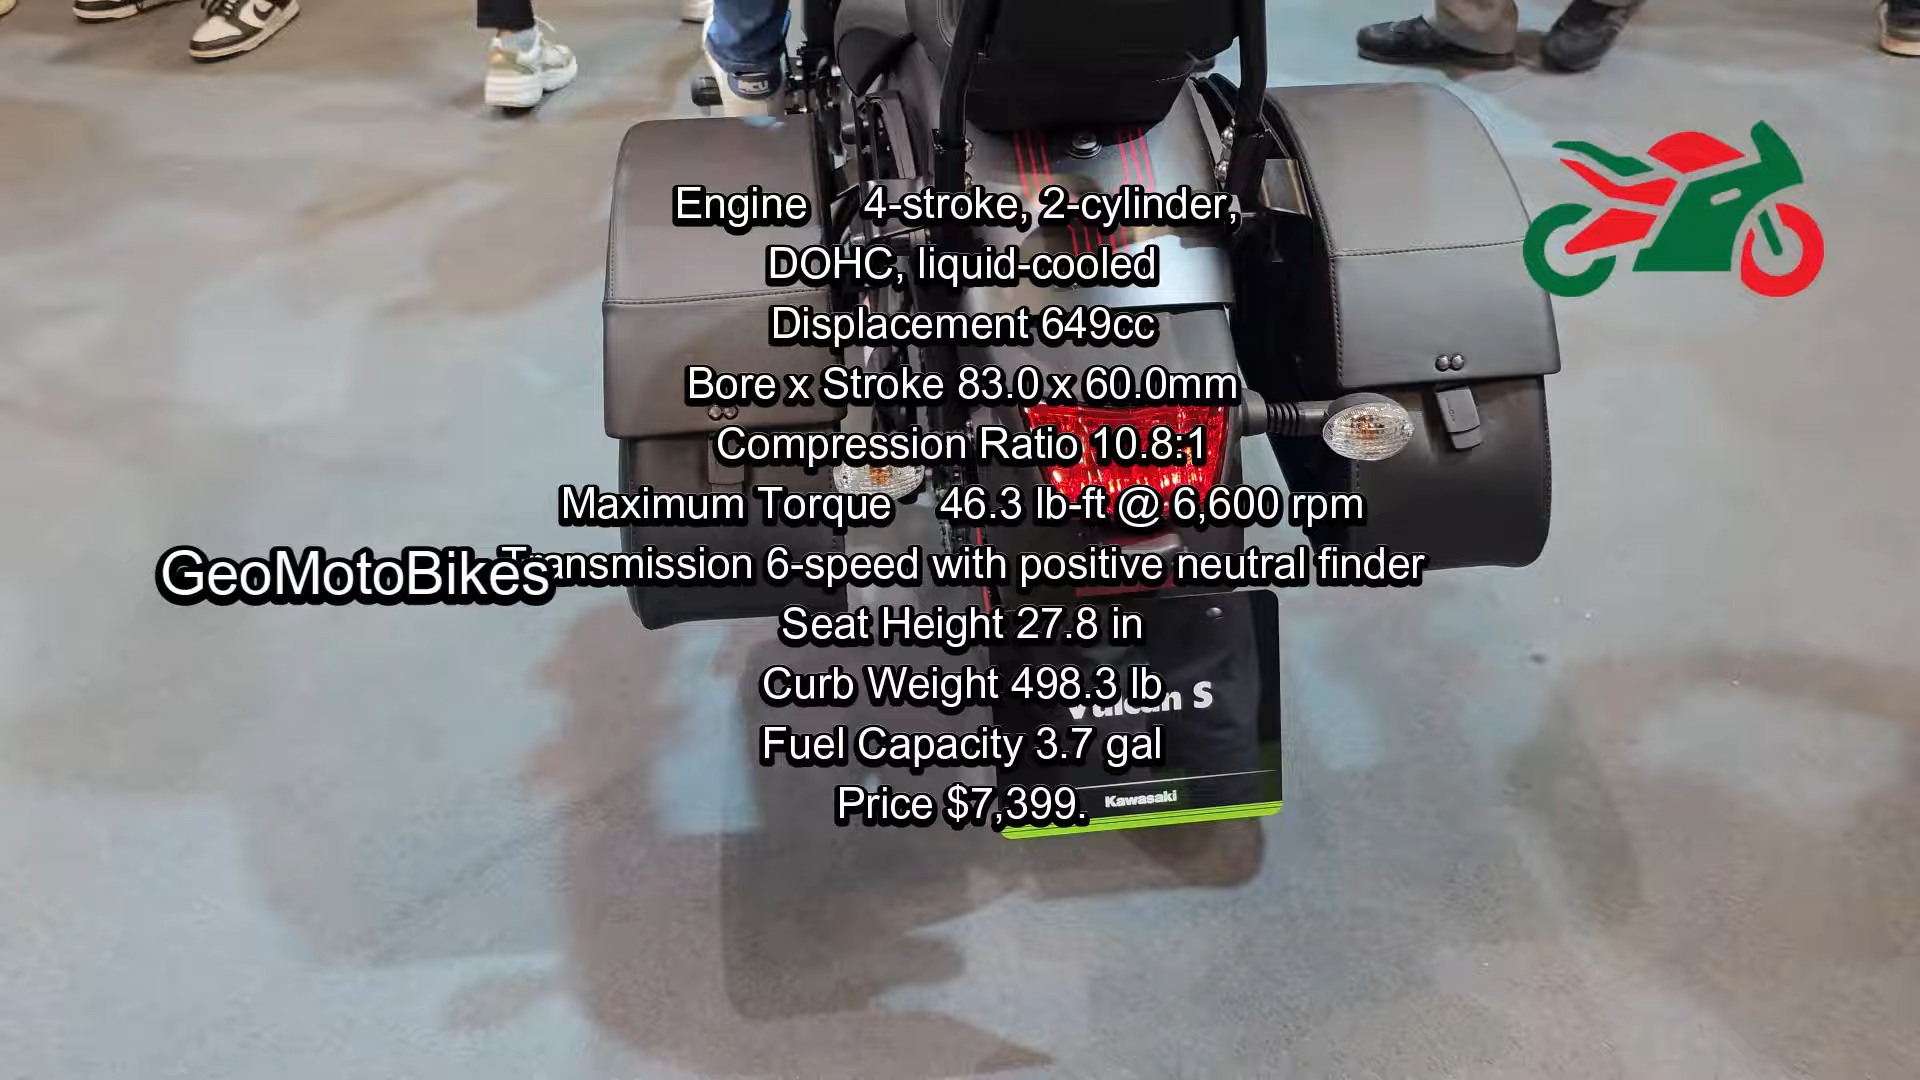 Engine 4-stroke, 2-cylinder,
DOHC, liquid-cooled
Displacement 649cc
Bore x Stroke 83.0 x 60.0mm
Compression Ratio 10.8:1
Maximum Torque 46.3 lb-ft @ 6,600 rpm
Transmission 6-speed with positive neutral finder
GeoMotoBikes
Seat Height 27.8 in
Curb Weight 498.3 lb
Vulcan S
Fuel Capacity 3.7 gal
Kawasaki
Price $7,399.